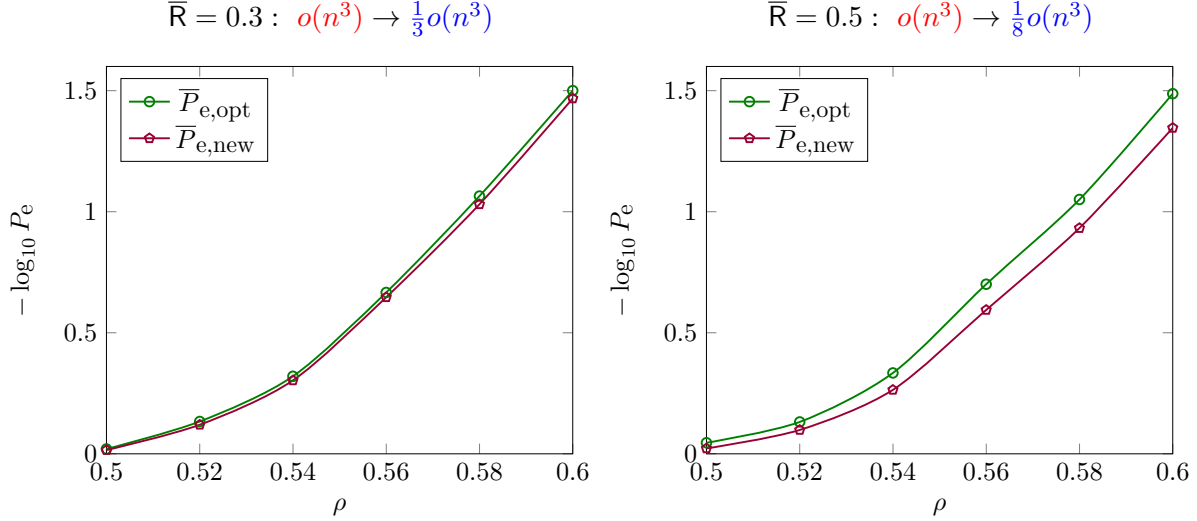 R̅ = 0.3 : o(n³) → 1/3 o(n³)
1.5
1
0.5
0
P̅e,opt
P̅e,new
− log₁₀ Pe
0.5 0.52 0.54 0.56 0.58 0.6
ρ
R̅ = 0.5 : o(n³) → 1/8 o(n³)
1.5
1
0.5
0
P̅e,opt
P̅e,new
− log₁₀ Pe
0.5 0.52 0.54 0.56 0.58 0.6
ρ